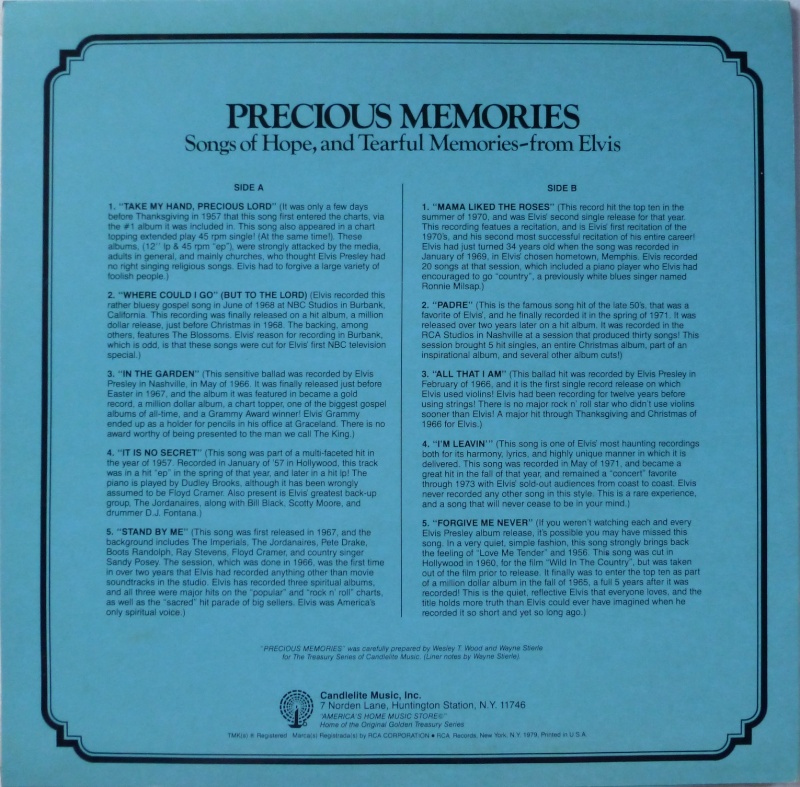 PRECIOUS MEMORIES
Songs of Hope, and Tearful Memories-from Elvis
SIDE A
1. "TAKE MY HAND, PRECIOUS LORD" (It was only a few days
before Thanksgiving in 1957 that this song first entered the charts, via
the #1 album it was included in. This song also appeared in a chart
topping extended play 45 rpm single! (At the same time!). These
albums, (12" lp & 45 rpm "ep"), were strongly attacked by the media,
adults in general, and mainly churches, who thought Elvis Presley had
no right singing religious songs. Elvis had to forgive a large variety of
foolish people.)
2. "WHERE COULD I GO" (BUT TO THE LORD) (Elvis recorded this
rather bluesy gospel song in June of 1968 at NBC Studios in Burbank,
California. This recording was finally released on a hit album, a million
dollar release, just before Christmas in 1968. The backing, among
others, features The Blossoms. Elvis' reason for recording in Burbank,
which is odd, is that these songs were cut for Elvis' first NBC television
special.)
3. "IN THE GARDEN" (This sensitive ballad was recorded by Elvis
Presley in Nashville, in May of 1966. It was finally released just before
Easter in 1967, and the album it was featured in became a gold
record, a million dollar album, a chart topper, one of the biggest gospel
albums of all-time, and a Grammy Award winner! Elvis' Grammy
ended up as a holder for pencils in his office at Graceland. There is no
award worthy of being presented to the man we call The King.)
4. "IT IS NO SECRET" (This song was part of a multi-faceted hit in
the year of 1957. Recorded in January of '57 in Hollywood, this track
was in a hit "ep" in the spring of that year, and later in a hit lp! The
piano is played by Dudley Brooks, although it has been wrongly
assumed to be Floyd Cramer. Also present is Elvis' greatest back-up
group, The Jordanaires, along with Bill Black, Scotty Moore, and
drummer D.J. Fontana.)
5. "STAND BY ME" (This song was first released in 1967, and the
background includes The Imperials, The Jordanaires, Pete Drake,
Boots Randolph, Ray Stevens, Floyd Cramer, and country singer
Sandy Posey. The session, which was done in 1966, was the first time
in over two years that Elvis had recorded anything other than movie
soundtracks in the studio. Elvis has recorded three spiritual albums,
and all three were major hits on the "popular" and "rock n' roll" charts,
as well as the "sacred" hit parade of big sellers. Elvis was America's
only spiritual voice.)
SIDE B
1. "MAMA LIKED THE ROSES" (This record hit the top ten in the
summer of 1970, and was Elvis' second single release for that year.
This recording featues a recitation, and is Elvis' first recitation of the
1970's, and his second most successful recitation of his entire career!
Elvis had just turned 34 years old when the song was recorded in
January of 1969, in Elvis' chosen hometown, Memphis. Elvis recorded
20 songs at that session, which included a piano player who Elvis had
encouraged to go "country", a previously white blues singer named
Ronnie Milsap.)
2. "PADRE" (This is the famous song hit of the late 50's, that was a
favorite of Elvis', and he finally recorded it in the spring of 1971. It was
released over two years later on a hit album. It was recorded in the
RCA Studios in Nashville at a session that produced thirty songs! This
session brought 5 hit singles, an entire Christmas album, part of an
inspirational album, and several other album cuts!)
3. "ALL THAT I AM" (This ballad hit was recorded by Elvis Presley in
February of 1966, and it is the first single record release on which
Elvis used violins! Elvis had been recording for twelve years before
using strings! There is no major rock n' roll star who didn't use violins
sooner than Elvis! A major hit through Thanksgiving and Christmas of
1966 for Elvis.)
4. "I'M LEAVIN'" (This song is one of Elvis' most haunting recordings
both for its harmony, lyrics, and highly unique manner in which it is
delivered. This song was recorded in May of 1971, and became a
great hit in the fall of that year, and remained a "concert" favorite
through 1973 with Elvis' sold-out audiences from coast to coast. Elvis
never recorded any other song in this style. This is a rare experience,
and a song that will never cease to be in your mind.)
5. "FORGIVE ME NEVER" (If you weren't watching each and every
Elvis Presley album release, it's possible you may have missed this
song. In a very quiet, simple fashion, this song strongly brings back
the feeling of "Love Me Tender" and 1956. This song was cut in
Hollywood in 1960, for the film "Wild In The Country", but was taken
out of the film prior to release. It finally was to enter the top ten as part
of a million dollar album in the fall of 1965, a full 5 years after it was
recorded! This is the quiet, reflective Elvis that everyone loves, and the
title holds more truth than Elvis could ever have imagined when he
recorded it so short and yet so long ago.)
"PRECIOUS MEMORIES" was carefully prepared by Wesley T. Wood and Wayne Stierle
for The Treasury Series of Candlelite Music. (Liner notes by Wayne Stierle)
Candlelite Music, Inc.
7 Norden Lane, Huntington Station, N.Y. 11746
"AMERICA'S HOME MUSIC STORE®"
Home of the Original Golden Treasury Series
TMK(s) ® Registered Marca(s) Registrada(s) by RCA CORPORATION ● RCA Records, New York, N.Y. 1979, Printed in U.S.A.